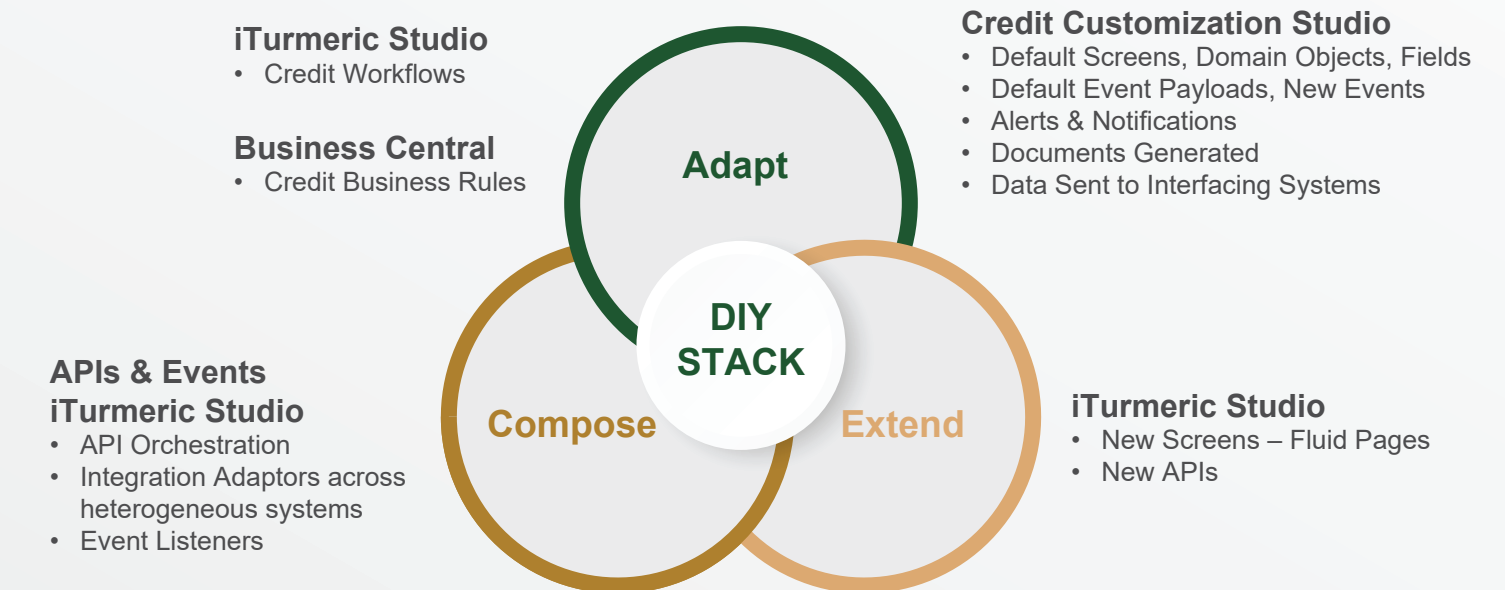 iTurmeric Studio
• Credit Workflows
Business Central
• Credit Business Rules
Credit Customization Studio
• Default Screens, Domain Objects, Fields
• Default Event Payloads, New Events
• Alerts & Notifications
• Documents Generated
• Data Sent to Interfacing Systems
Adapt
DIY
STACK
Compose
Extend
APIs & Events
iTurmeric Studio
• API Orchestration
• Integration Adaptors across
heterogeneous systems
• Event Listeners
iTurmeric Studio
• New Screens – Fluid Pages
• New APIs